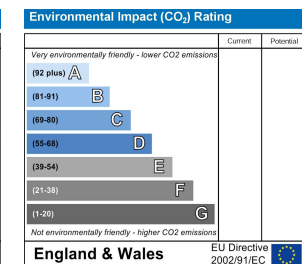 Environmental Impact (CO₂) Rating
Current Potential
Very environmentally friendly - lower CO2 emissions
(92 plus) A
(81-91) B
(69-80) C
(55-68) D
(39-54) E
(21-38) F
(1-20) G
Not environmentally friendly - higher CO2 emissions
England & Wales
EU Directive
2002/91/EC